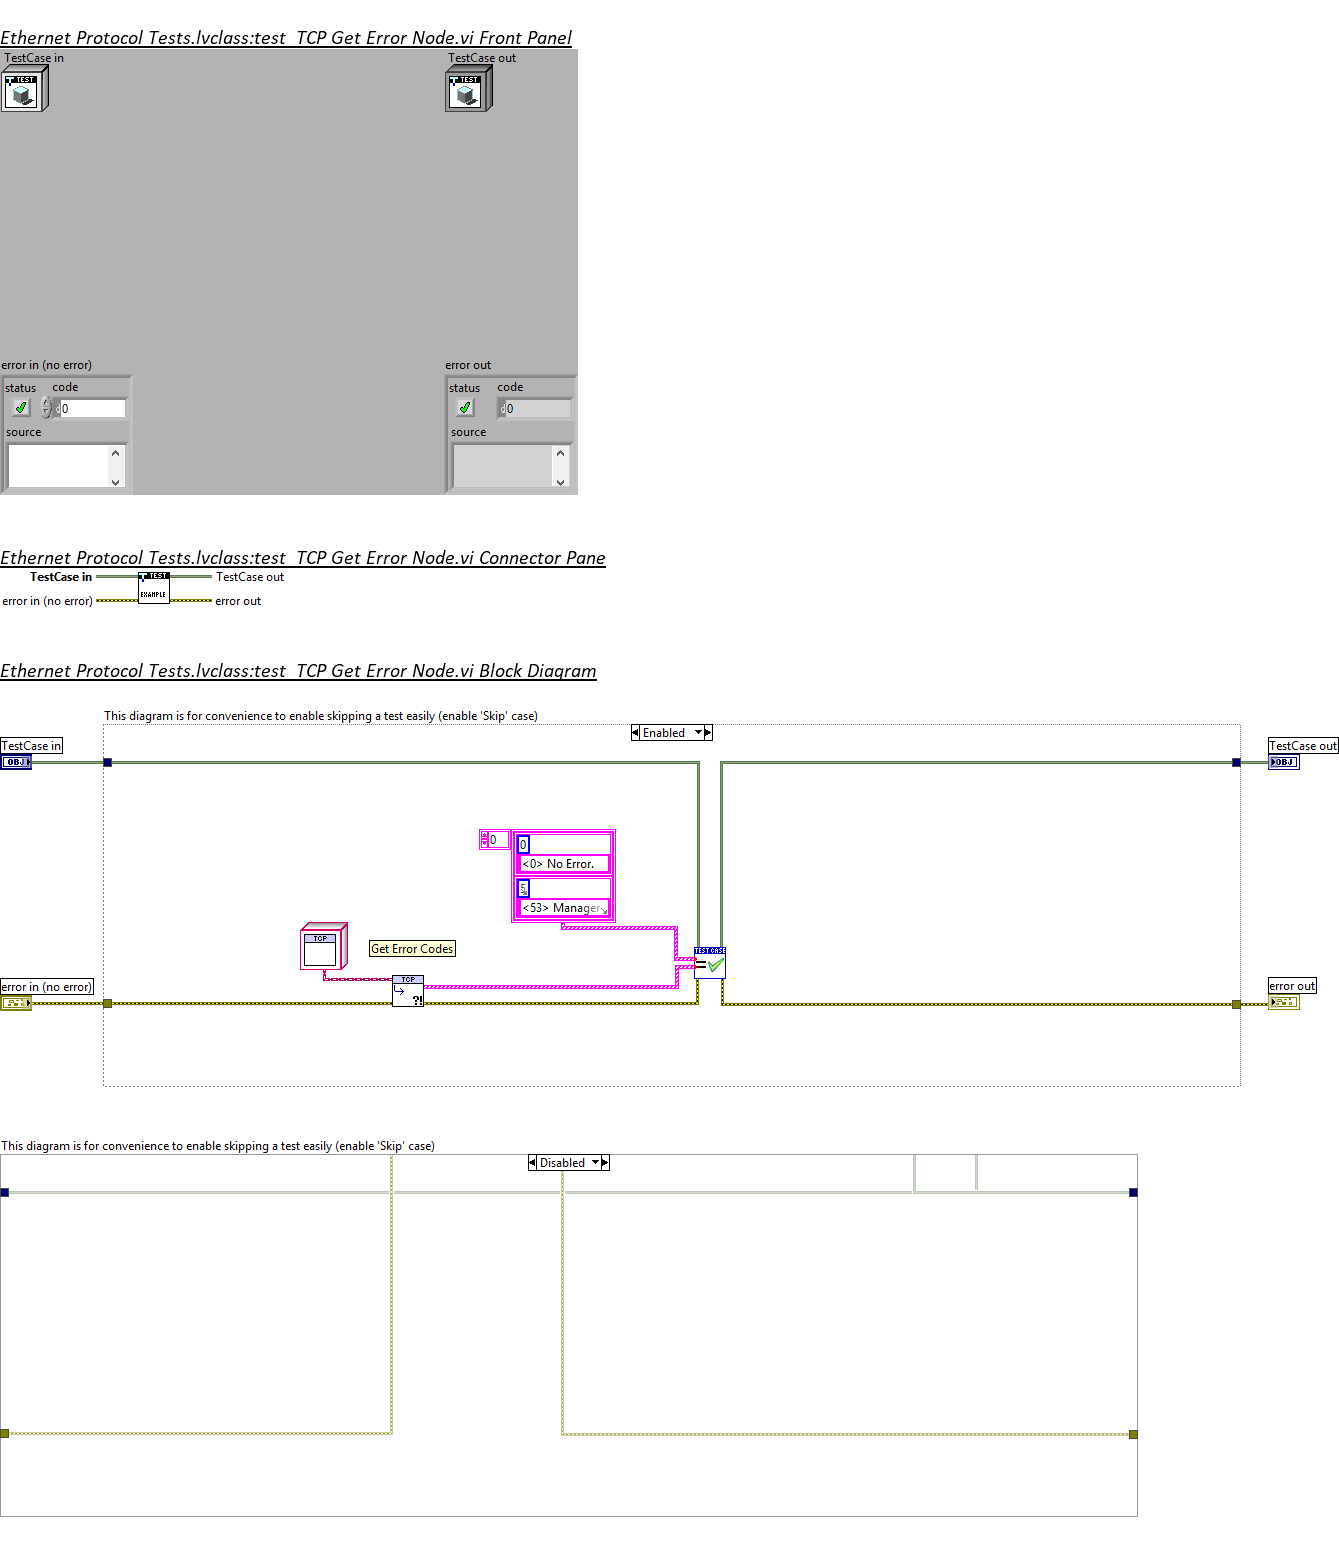 Ethernet Protocol Tests.lvclass:test_TCP Get Error Node.vi Front Panel
TestCase in
TestCase out
TEST
TEST
error in (no error)
error out
status code
status code
d0
d0
source
source
Ethernet Protocol Tests.lvclass:test_TCP Get Error Node.vi Connector Pane
TestCase in
TEST
TestCase out
error in (no error)
EXAMPLE
error out
Ethernet Protocol Tests.lvclass:test_TCP Get Error Node.vi Block Diagram
This diagram is for convenience to enable skipping a test easily (enable 'Skip' case)
Enabled
TestCase in
OBJ
TestCase out
OBJ
0
0
<0> No Error.
5
<53> Manager
TCP
Get Error Codes
TEST CASE
=
TCP
?!
error in (no error)
error out
This diagram is for convenience to enable skipping a test easily (enable 'Skip' case)
Disabled